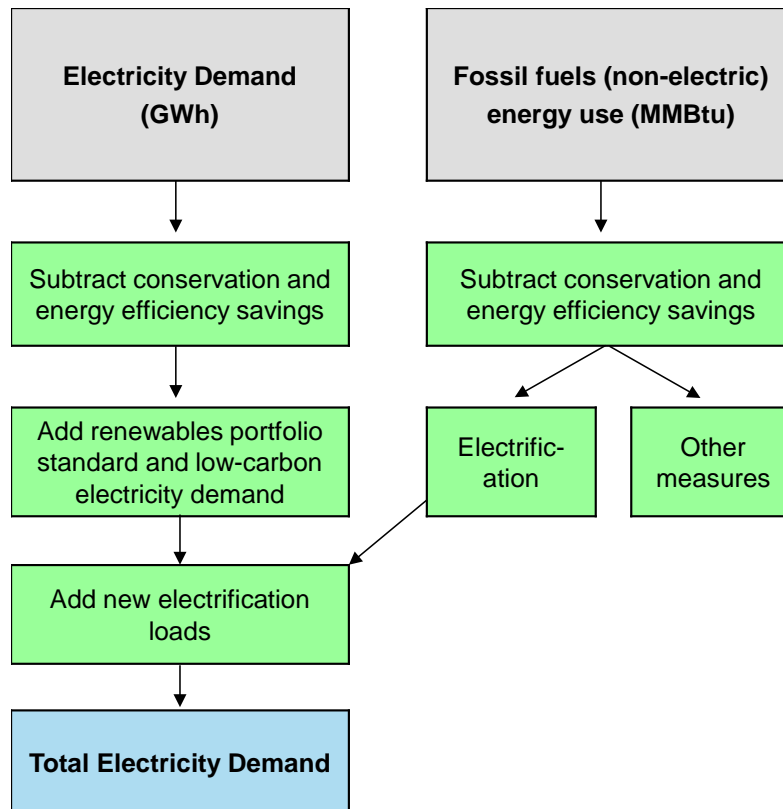 Electricity Demand
(GWh)
Fossil fuels (non-electric)
energy use (MMBtu)
Subtract conservation and
energy efficiency savings
Subtract conservation and
energy efficiency savings
Add renewables portfolio
standard and low-carbon
electricity demand
Electrific-
ation
Other
measures
Add new electrification
loads
Total Electricity Demand